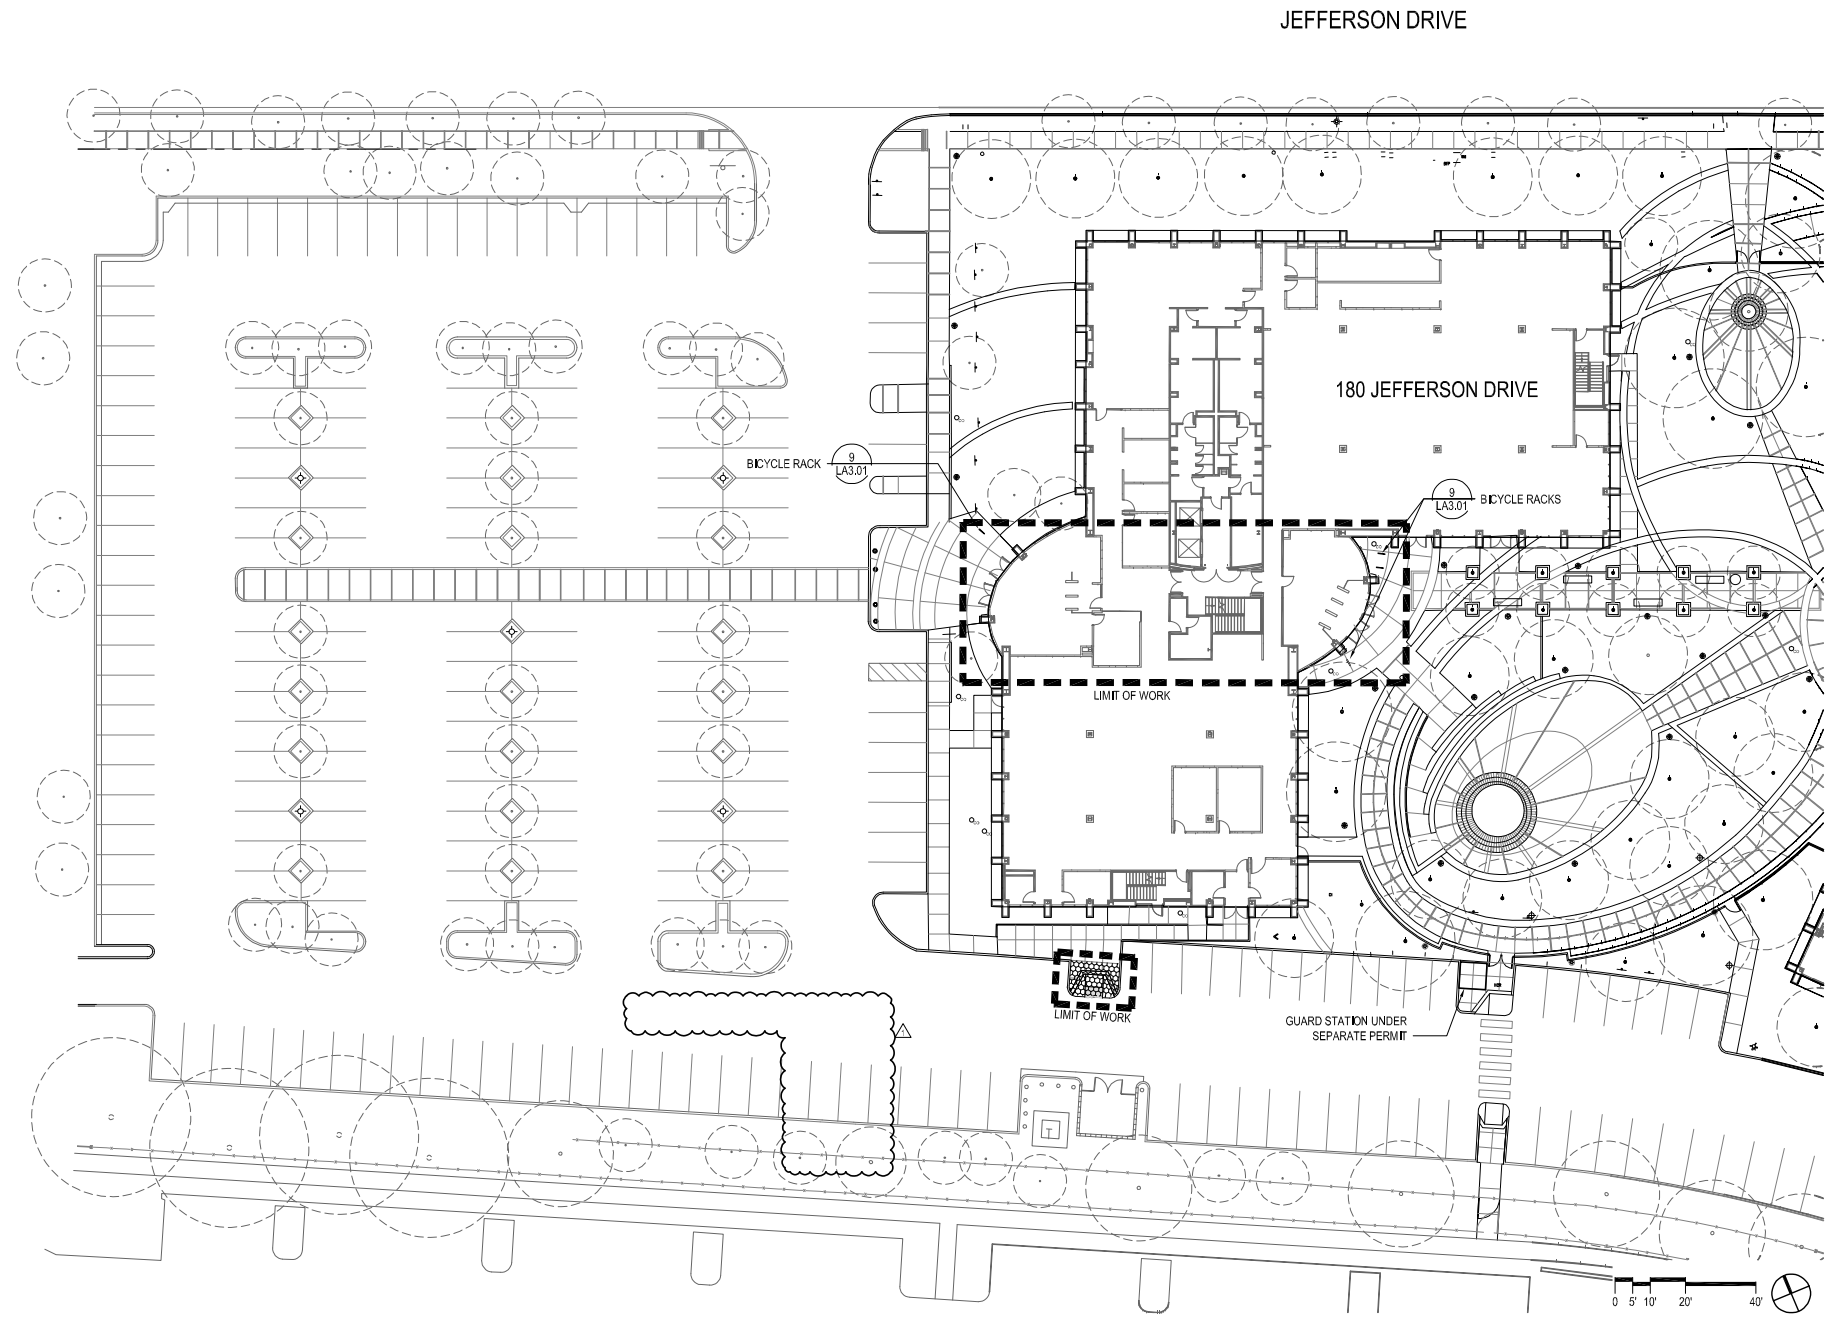 JEFFERSON DRIVE
180 JEFFERSON DRIVE
BICYCLE RACK
9
LA3.01
9
LA3.01
BICYCLE RACKS
LIMIT OF WORK
LIMIT OF WORK
GUARD STATION UNDER
SEPARATE PERMIT
1
T
0 5' 10' 20' 40'